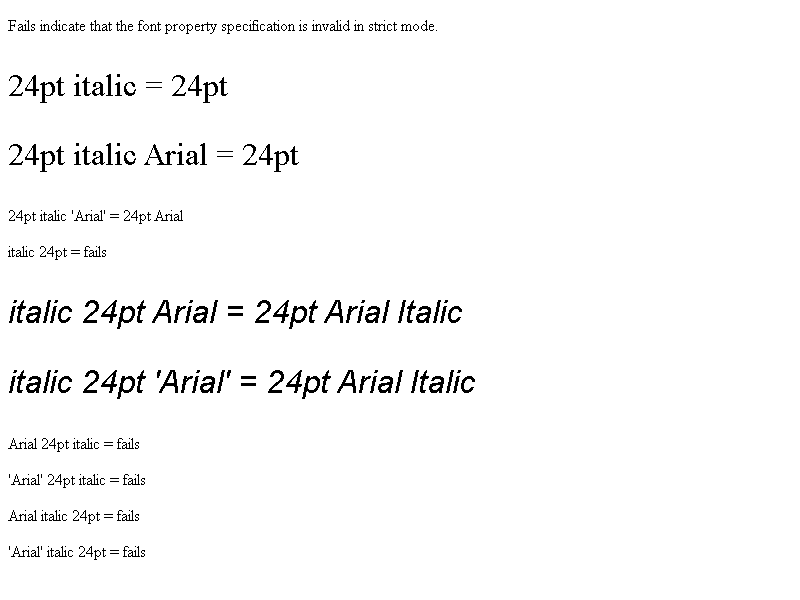 Fails indicate that the font property specification is invalid in strict mode.
24pt italic = 24pt
24pt italic Arial = 24pt
24pt italic 'Arial' = 24pt Arial
italic 24pt = fails
italic 24pt Arial = 24pt Arial Italic
italic 24pt 'Arial' = 24pt Arial Italic
Arial 24pt italic = fails
'Arial' 24pt italic = fails
Arial italic 24pt = fails
'Arial' italic 24pt = fails